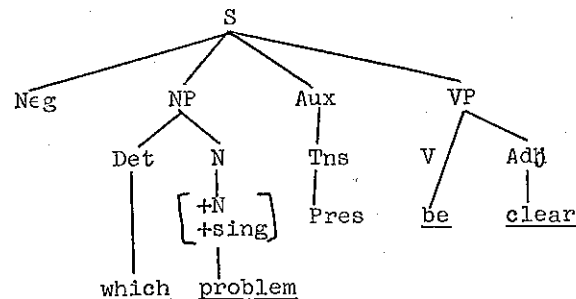 S
Neg NP Aux VP
Det N Tns V Adj
+N
+sing
Pres be clear
which problem